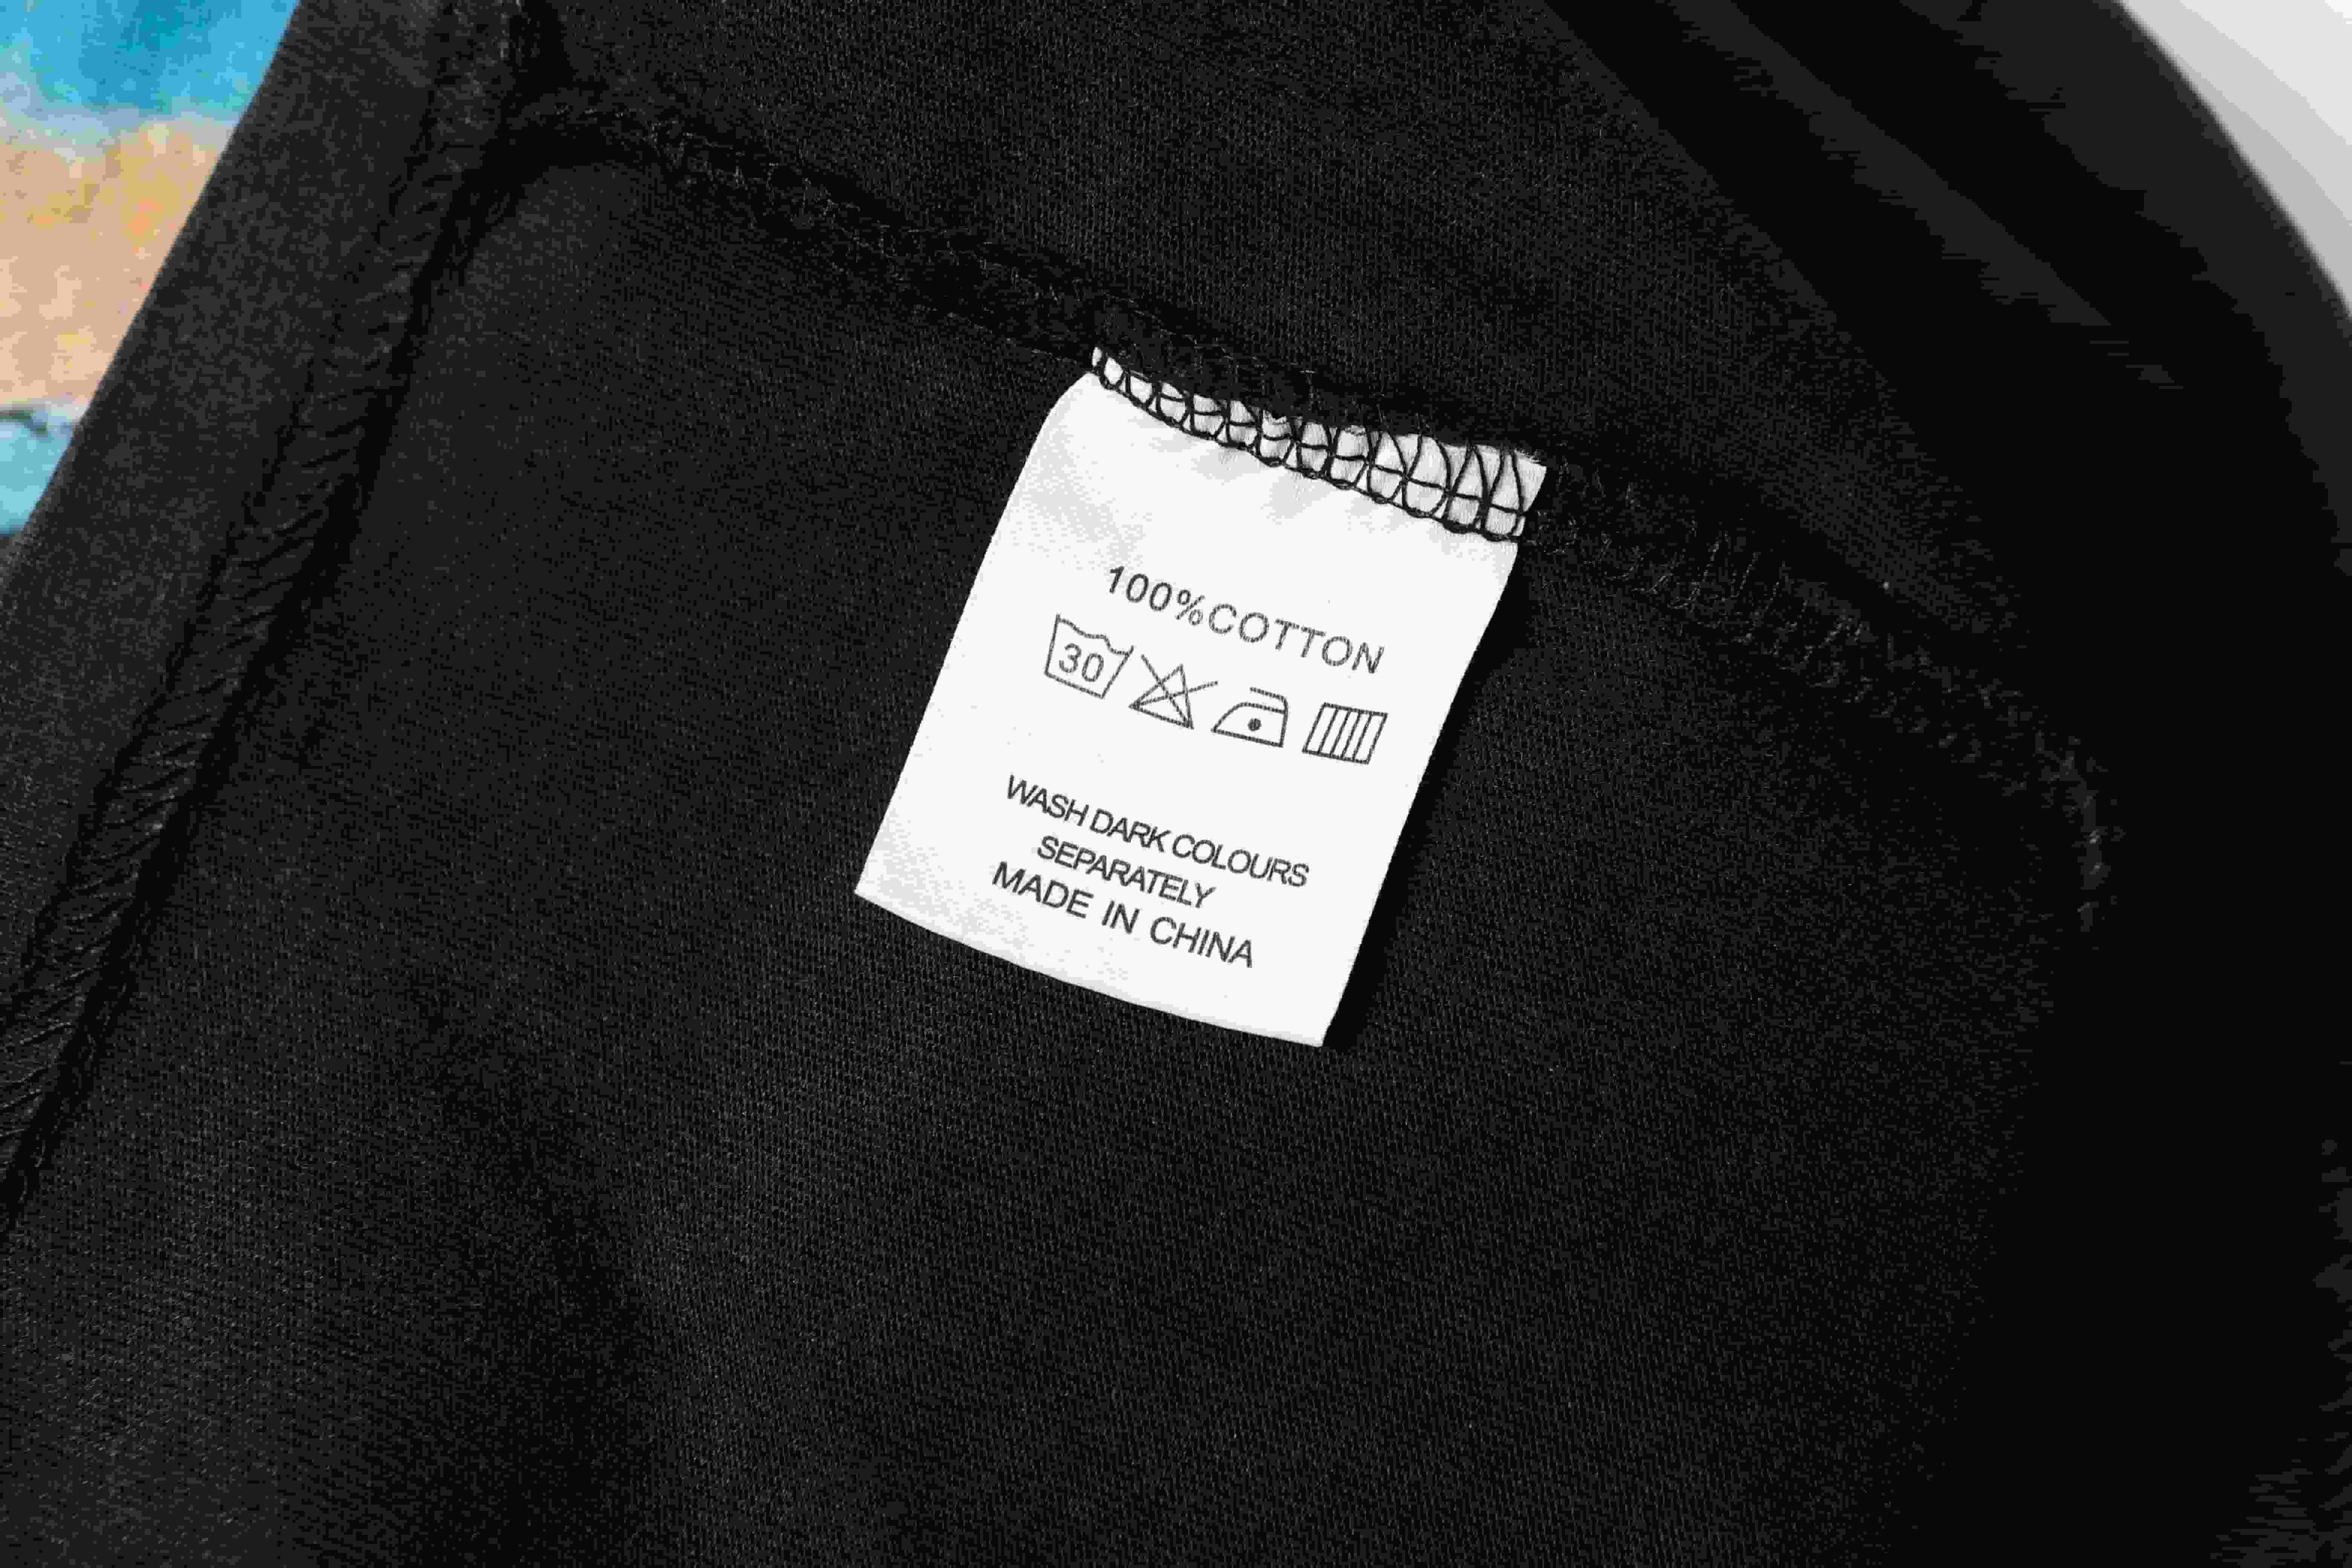 100%COTTON
30
WASH DARK COLOURS
SEPARATELY
MADE IN CHINA